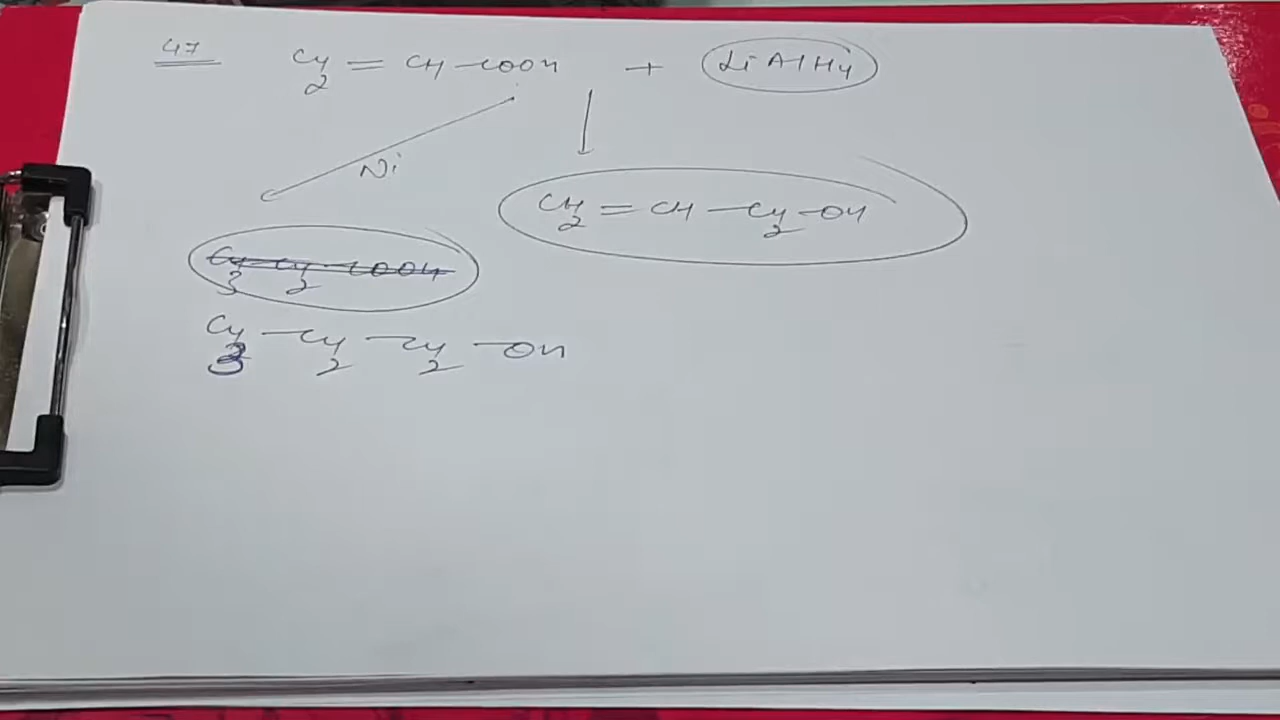 47 CH2 = CH - COOH + LiAlH4
Ni
CH2 = CH - CH2 - OH
CH3 - CH2 - COOH
CH3 - CH2 - CH2 - OH